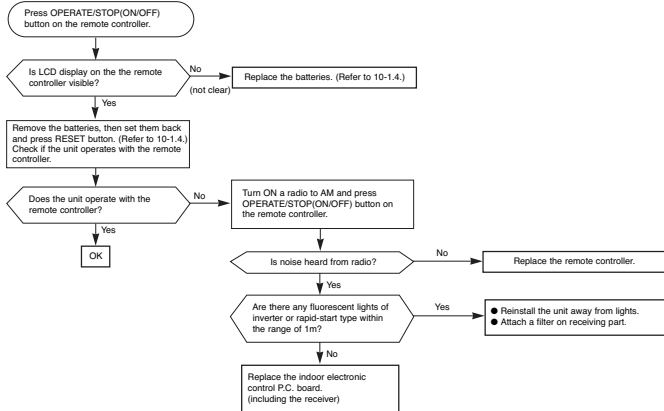 Press OPERATE/STOP(ON/OFF)
button on the remote controller.
Is LCD display on the the remote
controller visible?
No
(not clear)
Replace the batteries. (Refer to 10-1.4.)
Yes
Remove the batteries, then set them back
and press RESET button. (Refer to 10-1.4.)
Check if the unit operates with the remote
controller.
Does the unit operate with the
remote controller?
No
Turn ON a radio to AM and press
OPERATE/STOP(ON/OFF) button on
the remote controller.
Yes
OK
Is noise heard from radio?
No
Replace the remote controller.
Yes
Are there any fluorescent lights of
inverter or rapid-start type within
the range of 1m?
Yes
● Reinstall the unit away from lights.
● Attach a filter on receiving part.
No
Replace the indoor electronic
control P.C. board.
(including the receiver)